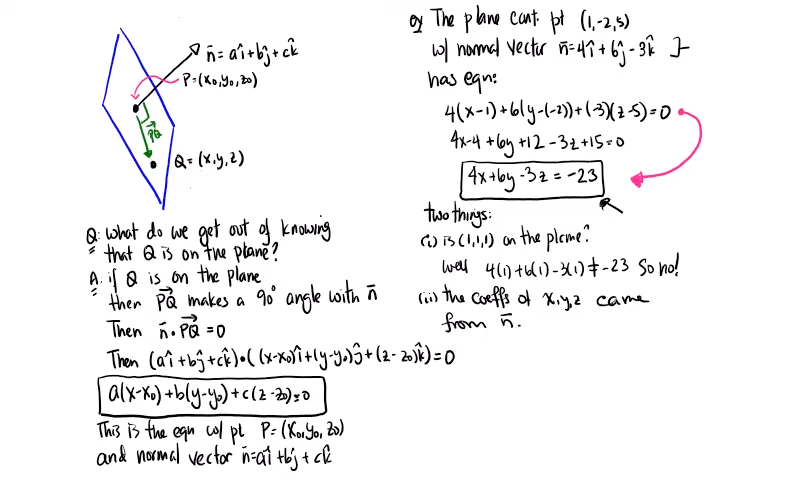 n̄ = aî + bĵ + ck̂
P = (x₀, y₀, z₀)
PQ⃗
Q = (x, y, z)
Q: what do we get out of knowing
that Q is on the plane?
A: if Q is on the plane
then PQ⃗ makes a 90° angle with n̄
Then n̄ • PQ⃗ = 0
Then (aî + bĵ + ck̂) • ((x-x₀)î + (y-y₀)ĵ + (z-z₀)k̂) = 0
a(x-x₀) + b(y-y₀) + c(z-z₀) = 0
This is the eqn w/ pt P = (x₀, y₀, z₀)
and normal vector n̄ = aî + bĵ + ck̂
ex The plane cont. pt (1, -2, 5)
w/ normal vector n̄ = 4î + 6ĵ - 3k̂ }
has eqn:
4(x-1) + 6(y-(-2)) + (-3)(z-5) = 0
4x - 4 + 6y + 12 - 3z + 15 = 0
4x + 6y - 3z = -23
two things:
(i) is (1, 1, 1) on the plane?
well 4(1) + 6(1) - 3(1) ≠ -23 So no!
(ii) the coeffs of x, y, z came
from n̄.